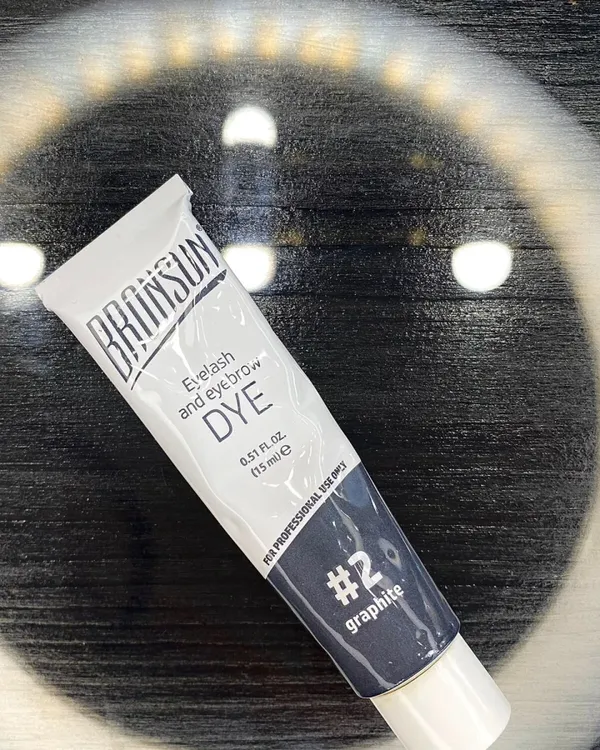 BRONSUN®
Eyelash
and eyebrow
DYE
0.51 FL.OZ
(15 ml) ℮
FOR PROFESSIONAL USE ONLY
#2
graphite